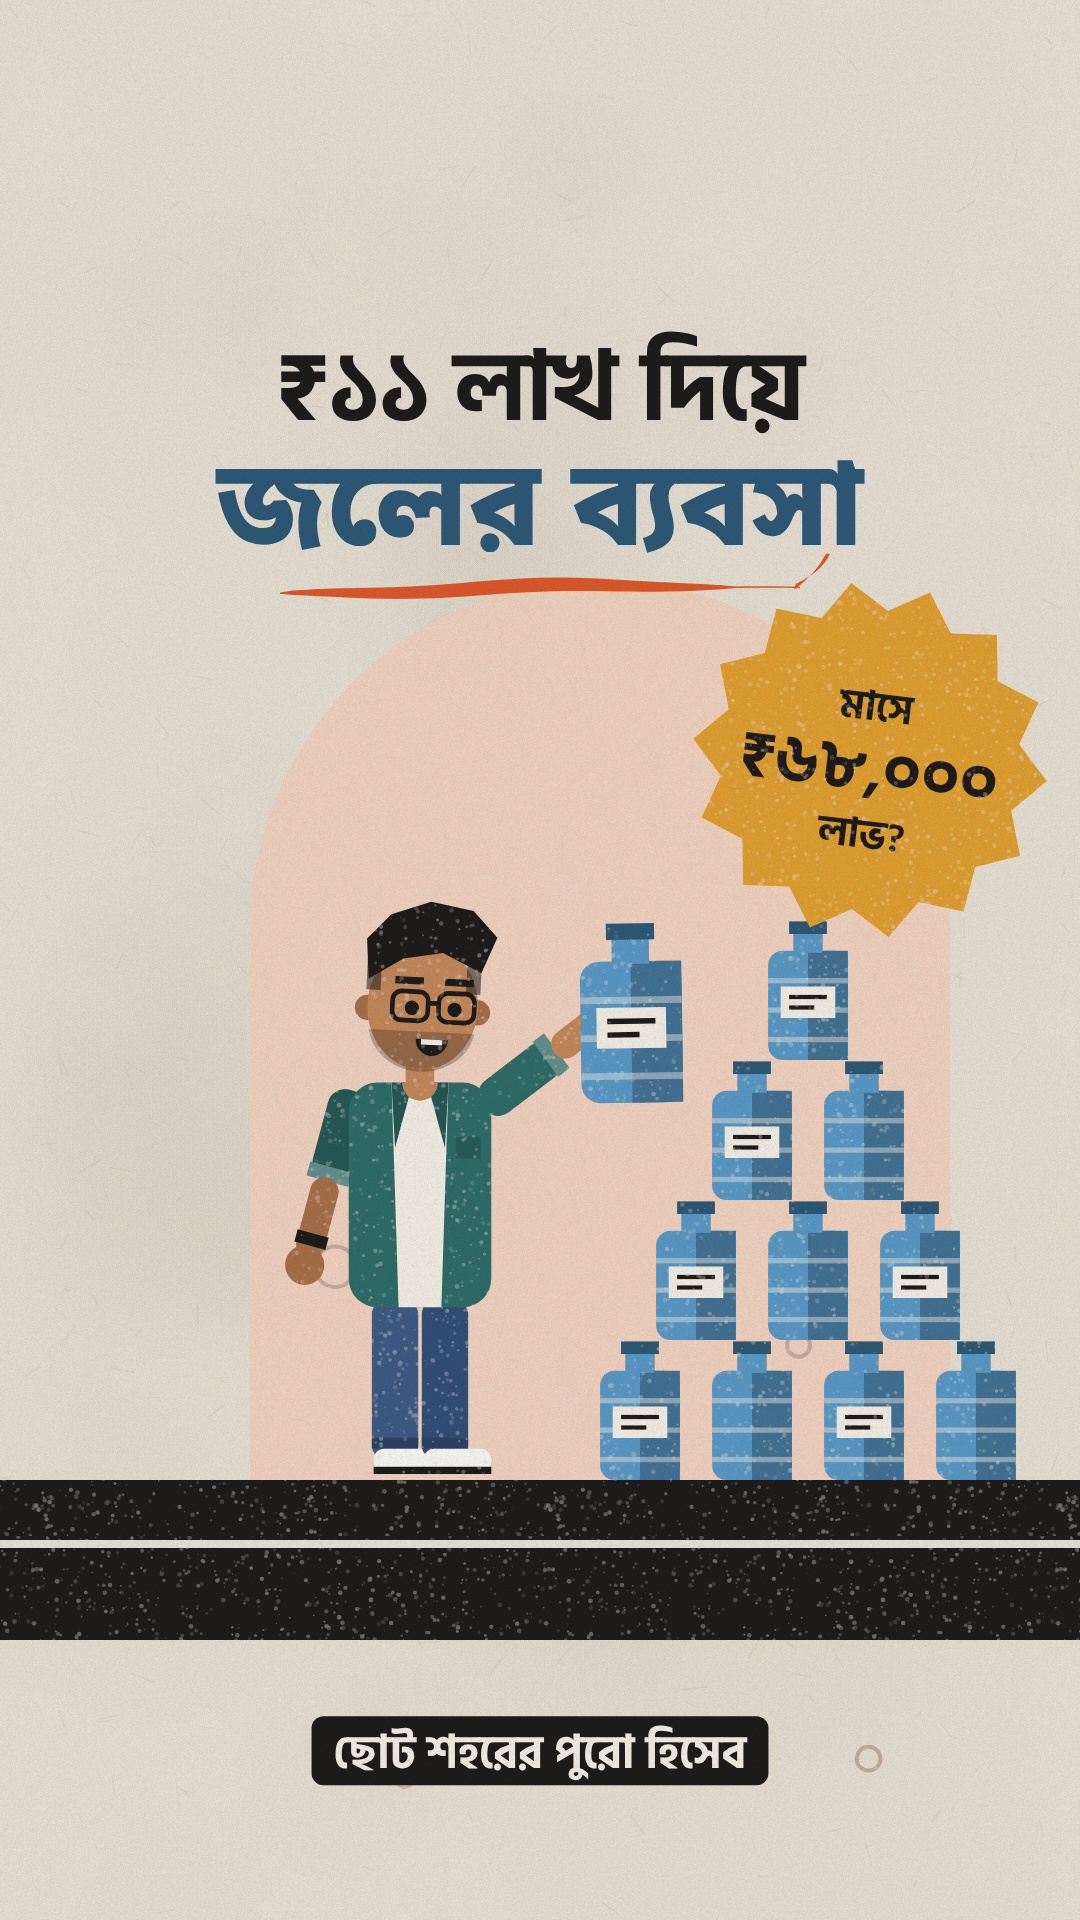 ₹১১ লাখ দিয়ে
জলের ব্যবসা
মাসে
₹৬৮,০০০
লাভ?
ছোট শহরের পুরো হিসেব